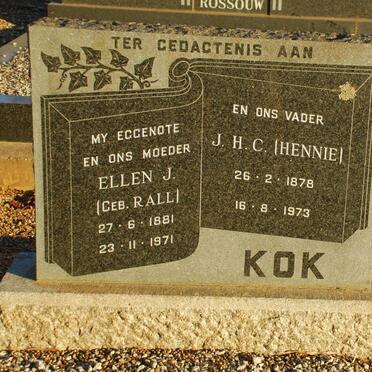 ROSSOUW
TER GEDAGTENIS AAN
MY EGGENOTE
EN ONS MOEDER
ELLEN J.
(GEB. RALL)
27-6-1881
23-11-1971
EN ONS VADER
J. H. C. (HENNIE)
26-2-1878
16-8-1973
KOK